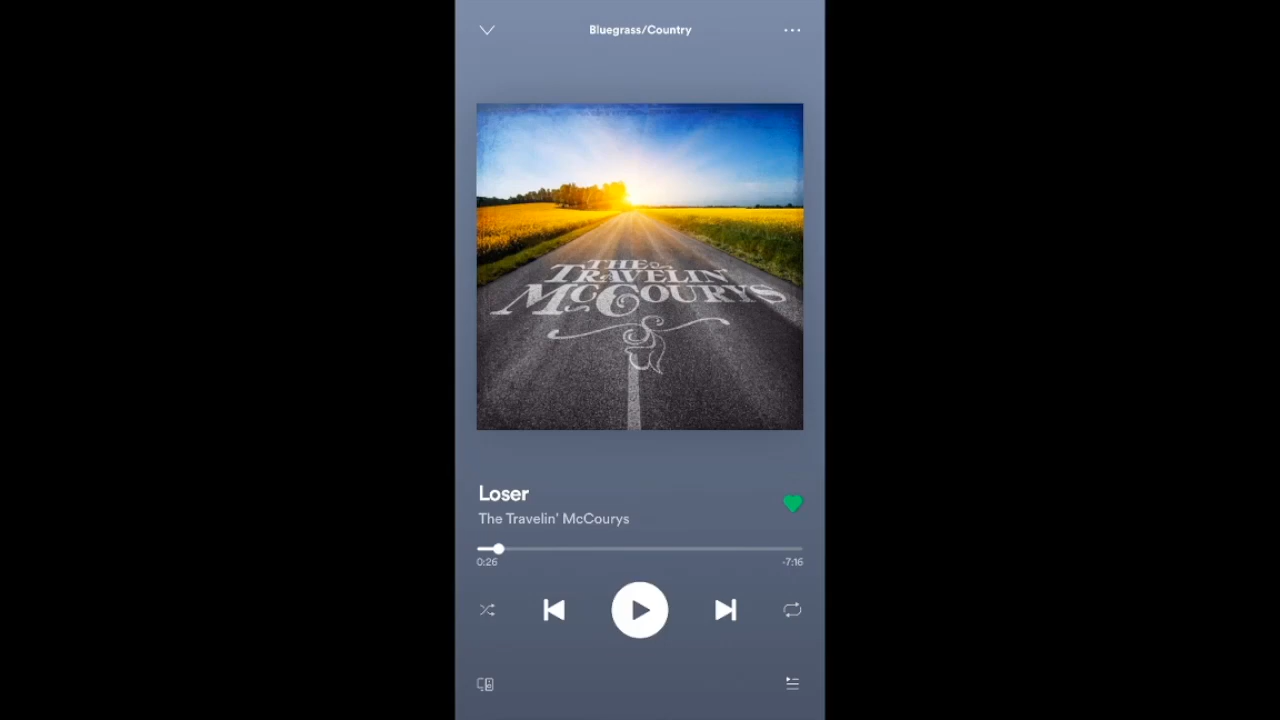 Bluegrass/Country
THE
TRAVELIN'
McCOURYS
Loser
The Travelin' McCourys
0:26
-7:16